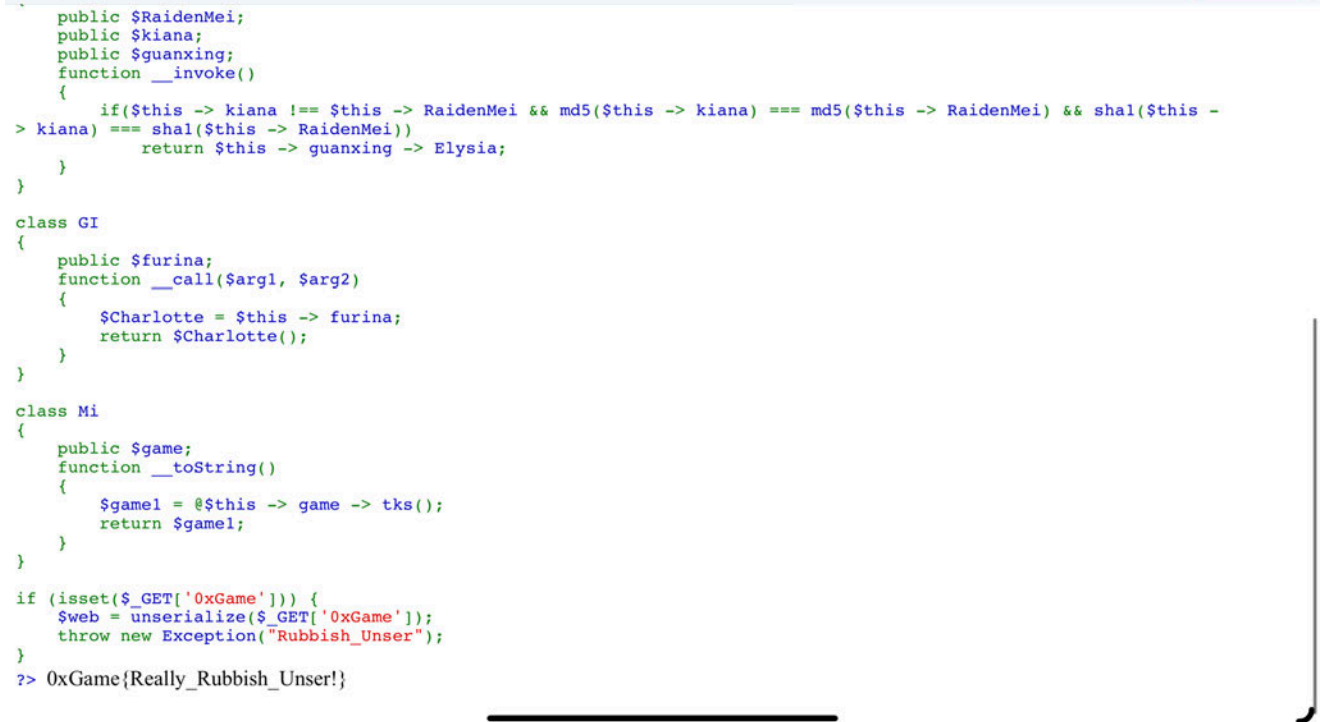 public $RaidenMei;
    public $kiana;
    public $guanxing;
    function __invoke()
    {
        if($this -> kiana !== $this -> RaidenMei && md5($this -> kiana) === md5($this -> RaidenMei) && sha1($this -
> kiana) === sha1($this -> RaidenMei))
            return $this -> guanxing -> Elysia;
    }
}
class GI
{
    public $furina;
    function __call($arg1, $arg2)
    {
        $Charlotte = $this -> furina;
        return $Charlotte();
    }
}
class Mi
{
    public $game;
    function __toString()
    {
        $game1 = @$this -> game -> tks();
        return $game1;
    }
}
if (isset($_GET['0xGame'])) {
    $web = unserialize($_GET['0xGame']);
    throw new Exception("Rubbish_Unser");
}
?> 0xGame{Really_Rubbish_Unser!}